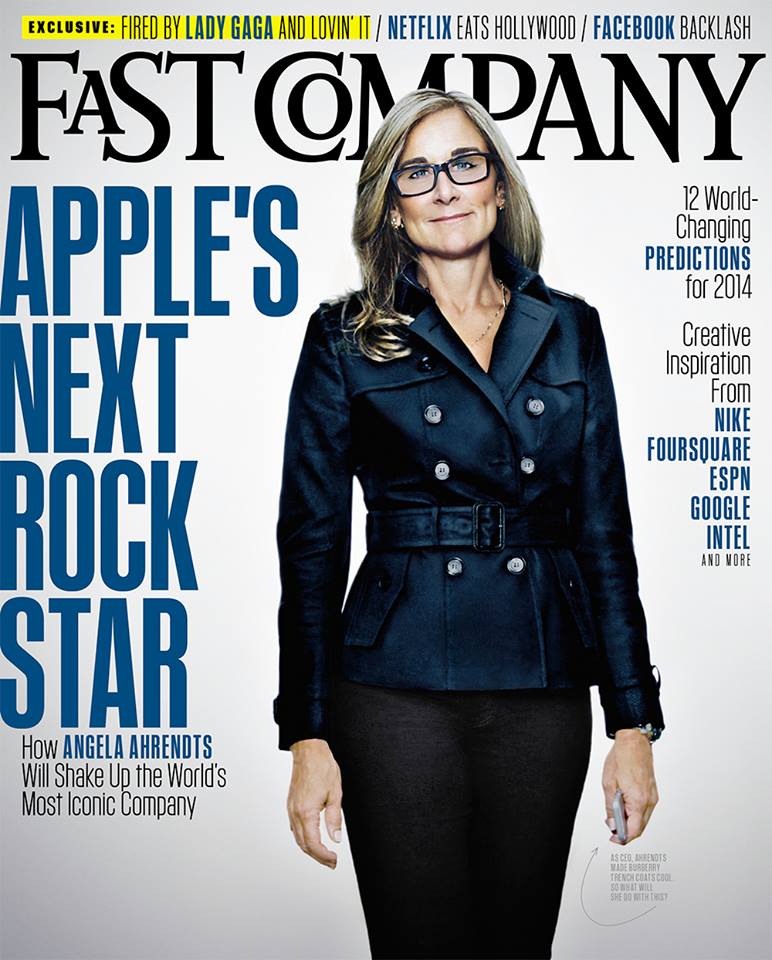 EXCLUSIVE: FIRED BY LADY GAGA AND LOVIN' IT / NETFLIX EATS HOLLYWOOD / FACEBOOK BACKLASH
FAST COMPANY
APPLE'S
NEXT
ROCK
STAR
How ANGELA AHRENDTS
Will Shake Up the World's
Most Iconic Company
12 World-
Changing
PREDICTIONS
for 2014
Creative
Inspiration
From
NIKE
FOURSQUARE
ESPN
GOOGLE
INTEL
AND MORE
AS CEO, AHRENDTS
MADE BURBERRY
TRENCH COATS COOL.
SO WHAT WILL
SHE DO WITH THIS?